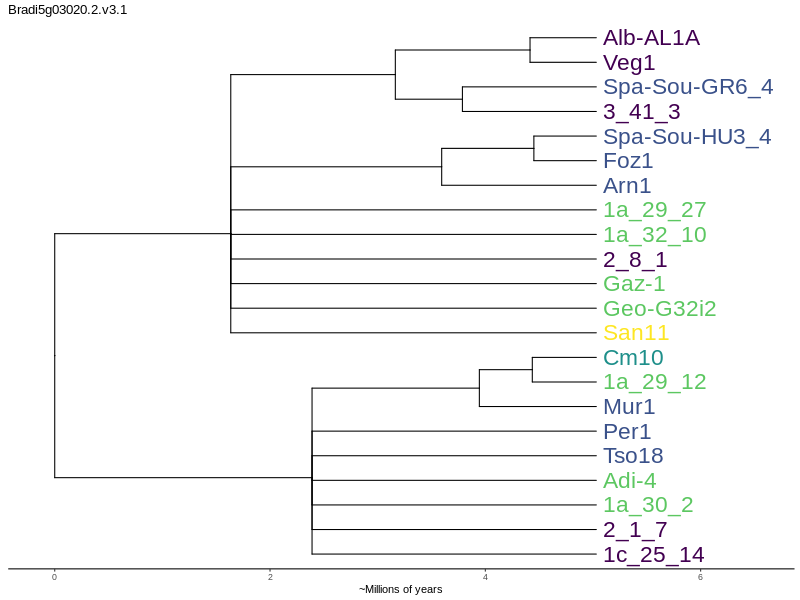 Bradi5g03020.2.v3.1
Alb-AL1A
Veg1
Spa-Sou-GR6_4
3_41_3
Spa-Sou-HU3_4
Foz1
Arn1
1a_29_27
1a_32_10
2_8_1
Gaz-1
Geo-G32i2
San11
Cm10
1a_29_12
Mur1
Per1
Tso18
Adi-4
1a_30_2
2_1_7
1c_25_14
0 2 4 6
~Millions of years